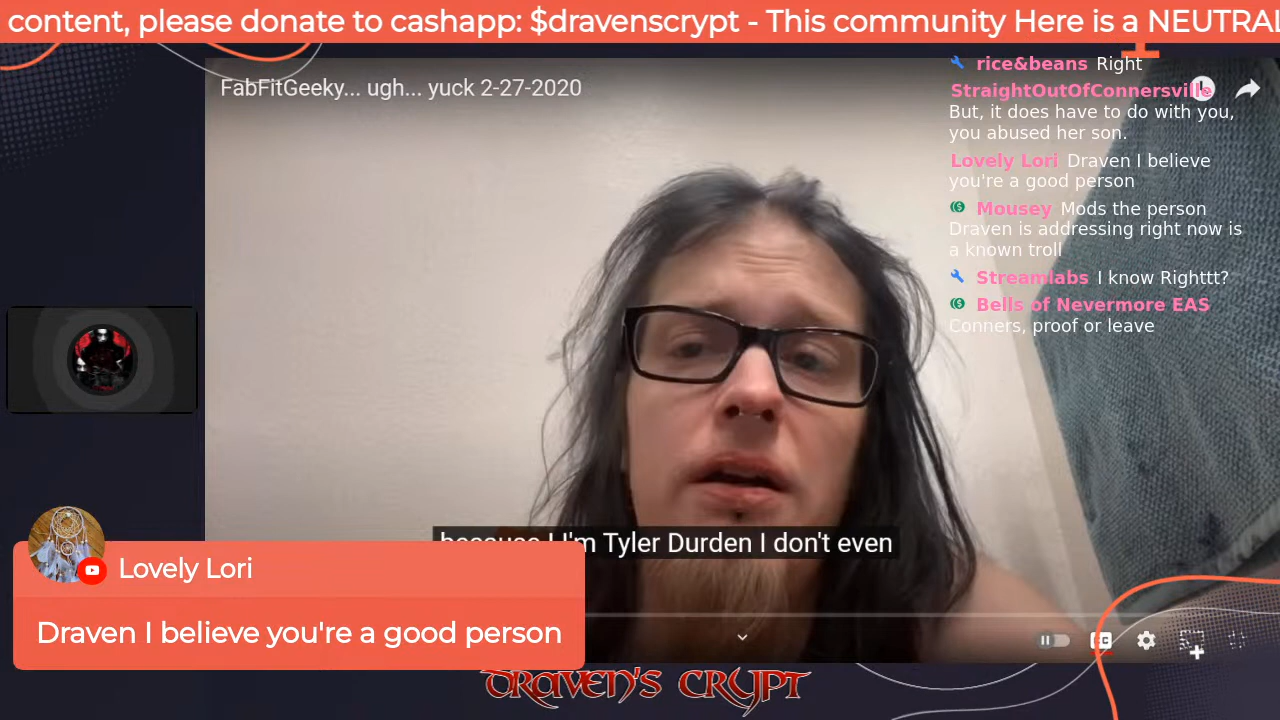 content, please donate to cashapp: $dravenscrypt - This community Here is a NEUTRAL
FabFitGeeky... ugh... yuck 2-27-2020
rice&beans Right
StraightOutOfConnersville
But, it does have to do with you,
you abused her son.
Lovely Lori Draven I believe
you're a good person
Mousey Mods the person
Draven is addressing right now is
a known troll
Streamlabs I know Righttt?
Bells of Nevermore EAS
Conners, proof or leave
because I I'm Tyler Durden I don't even
Lovely Lori
Draven I believe you're a good person
CC
DRAVEN'S CRYPT